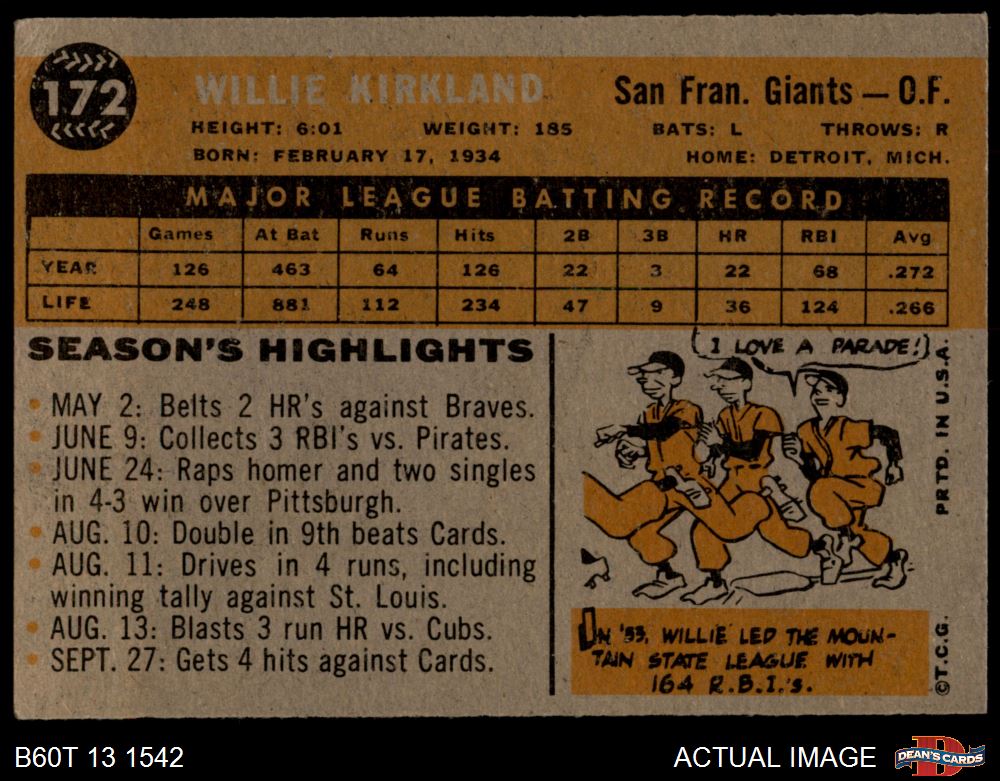 172
WILLIE KIRKLAND
San Fran. Giants — O.F.
HEIGHT: 6:01 WEIGHT: 185 BATS: L THROWS: R
BORN: FEBRUARY 17, 1934 HOME: DETROIT, MICH.
MAJOR LEAGUE BATTING RECORD
Games At Bat Runs Hits 2B 3B HR RBI Avg
YEAR 126 463 64 126 22 3 22 68 .272
LIFE 248 881 112 234 47 9 36 124 .266
SEASON'S HIGHLIGHTS
• MAY 2: Belts 2 HR's against Braves.
• JUNE 9: Collects 3 RBI's vs. Pirates.
• JUNE 24: Raps homer and two singles
in 4-3 win over Pittsburgh.
• AUG. 10: Double in 9th beats Cards.
• AUG. 11: Drives in 4 runs, including
winning tally against St. Louis.
• AUG. 13: Blasts 3 run HR vs. Cubs.
• SEPT. 27: Gets 4 hits against Cards.
I LOVE A PARADE!
IN '53, WILLIE LED THE MOUN-
TAIN STATE LEAGUE WITH
164 R.B.I.'s.
©T.C.G. PRTD. IN U.S.A.
B60T 13 1542
ACTUAL IMAGE
DEAN'S CARDS